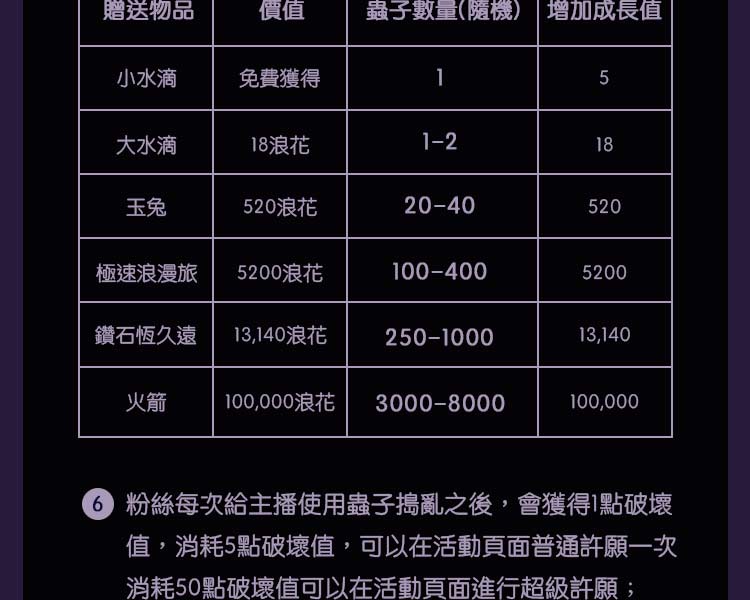 贈送物品 價值 蟲子數量(隨機) 增加成長值
小水滴 免費獲得 1 5
大水滴 18浪花 1-2 18
玉兔 520浪花 20-40 520
極速浪漫旅 5200浪花 100-400 5200
鑽石恆久遠 13,140浪花 250-1000 13,140
火箭 100,000浪花 3000-8000 100,000
6 粉絲每次給主播使用蟲子搗亂之後，會獲得1點破壞
值，消耗5點破壞值，可以在活動頁面普通許願一次
消耗50點破壞值可以在活動頁面進行超級許願；